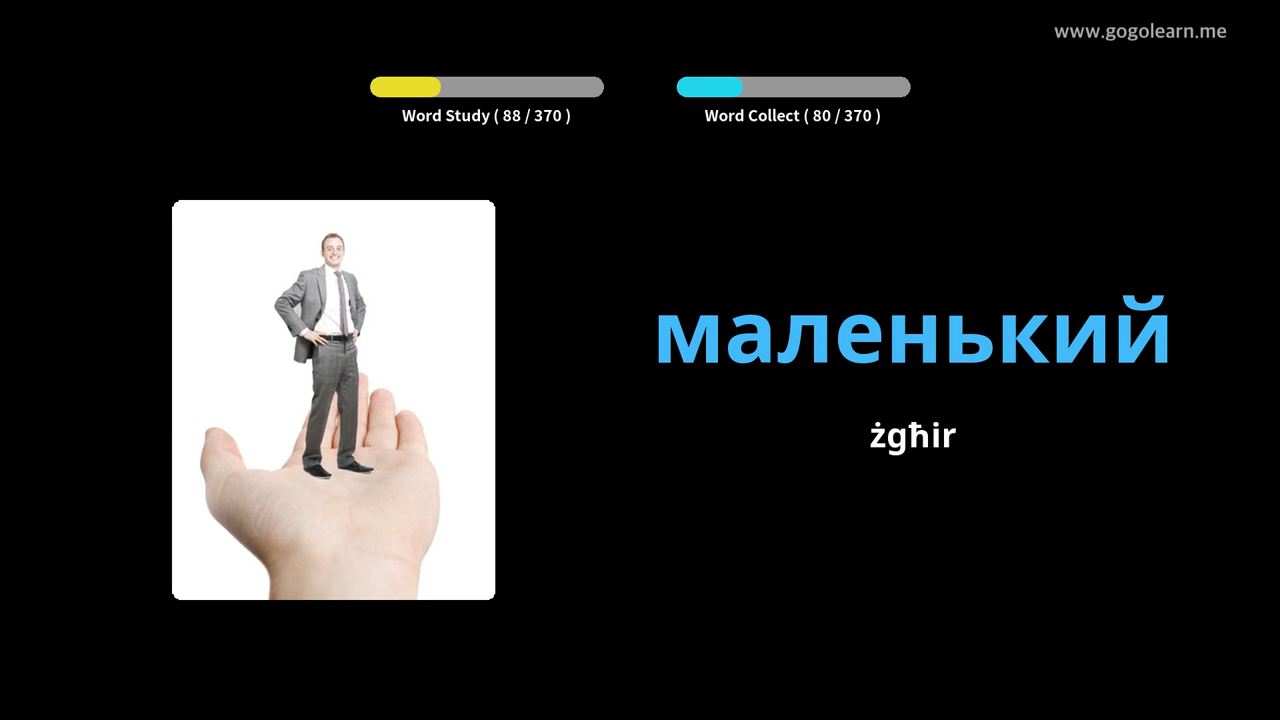 www.gogolearn.me
Word Study ( 88 / 370 )
Word Collect ( 80 / 370 )
маленький
żgħir